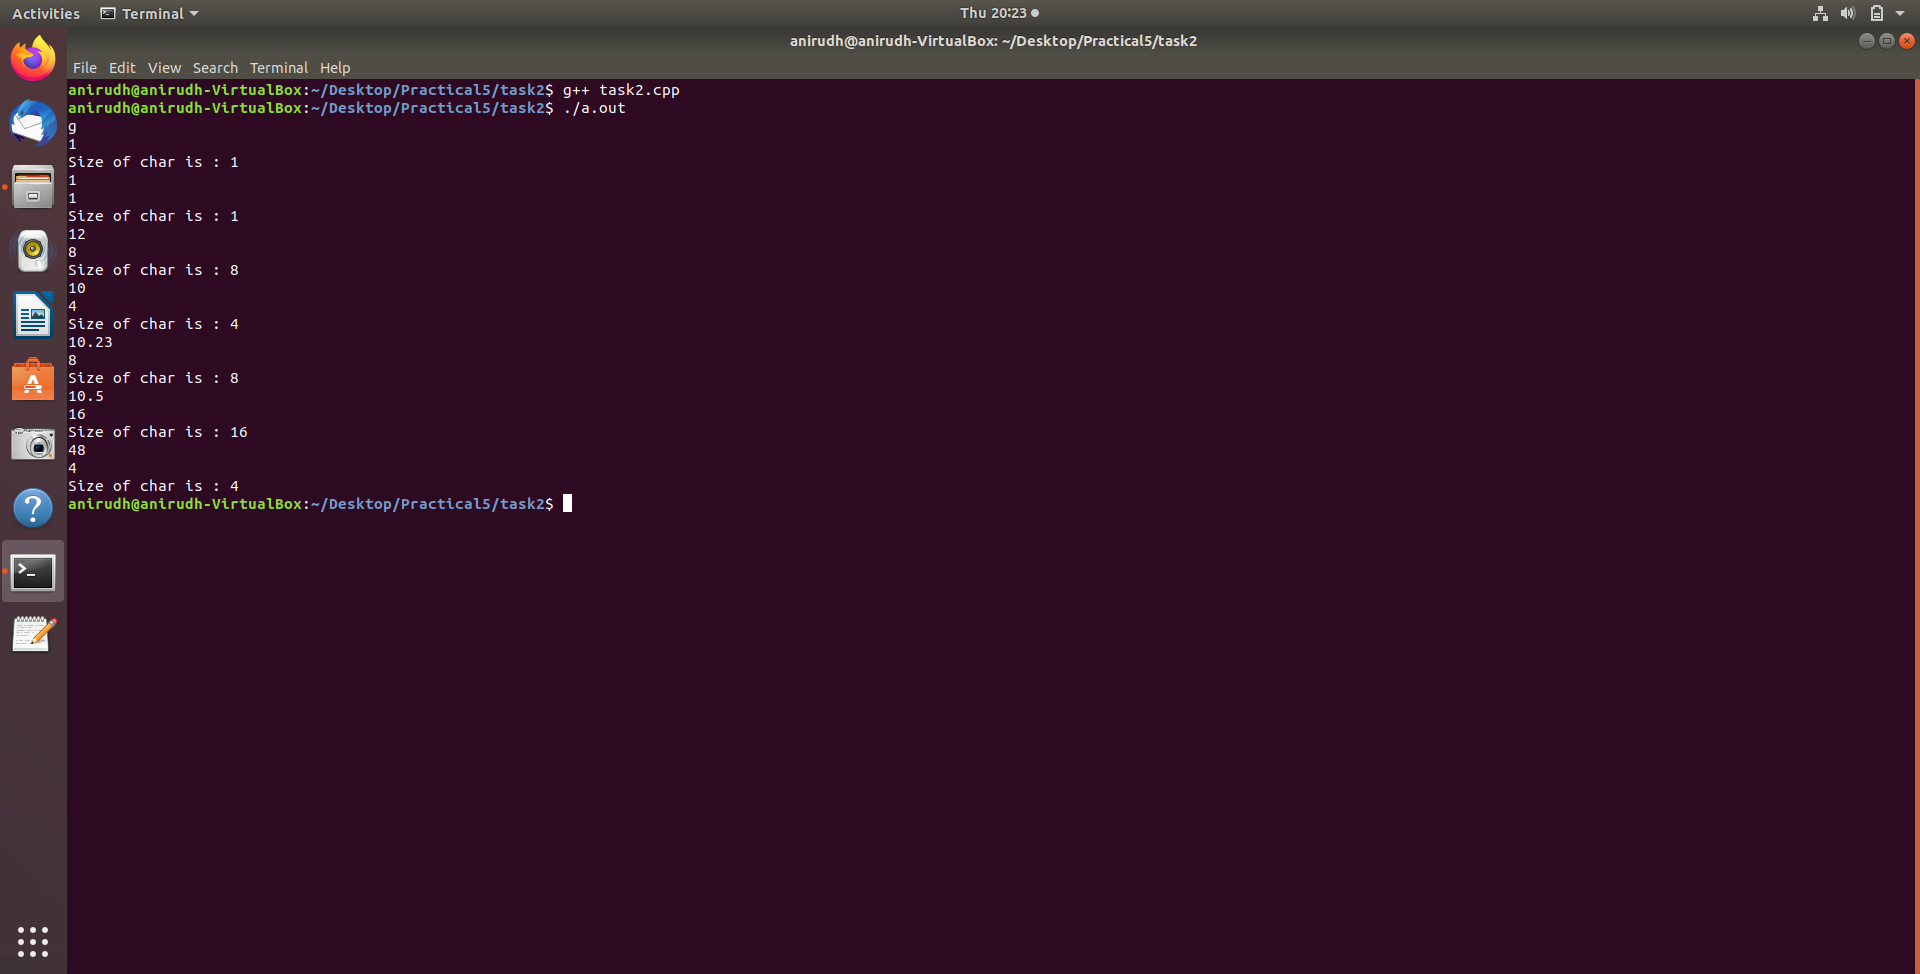 Activities Terminal Thu 20:23
anirudh@anirudh-VirtualBox: ~/Desktop/Practical5/task2
File Edit View Search Terminal Help
anirudh@anirudh-VirtualBox:~/Desktop/Practical5/task2$ g++ task2.cpp
anirudh@anirudh-VirtualBox:~/Desktop/Practical5/task2$ ./a.out
g
1
Size of char is : 1
1
1
Size of char is : 1
12
8
Size of char is : 8
10
4
Size of char is : 4
10.23
8
Size of char is : 8
10.5
16
Size of char is : 16
48
4
Size of char is : 4
anirudh@anirudh-VirtualBox:~/Desktop/Practical5/task2$